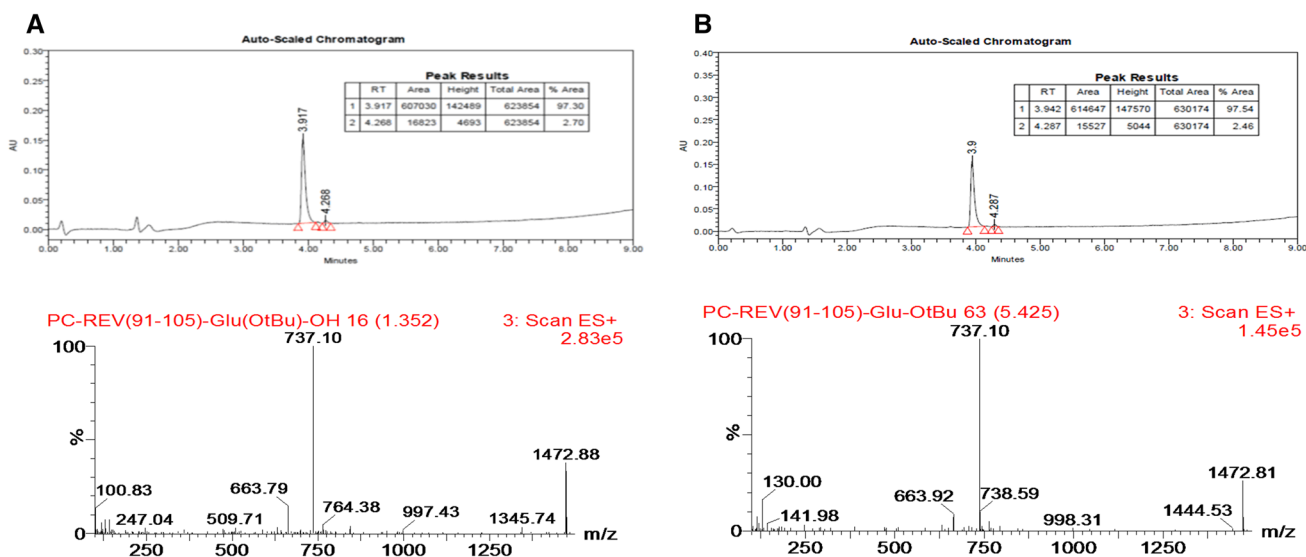 A
Auto-Scaled Chromatogram
0.30
0.25
0.20
0.15
0.10
0.05
0.00
AU
3.917
4.268
Peak Results
RT Area Height Total Area % Area
1 3.917 607030 142489 623854 97.30
2 4.268 16823 4693 623854 2.70
0.00 1.00 2.00 3.00 4.00 5.00 6.00 7.00 8.00 9.00
Minutes
B
Auto-Scaled Chromatogram
0.40
0.35
0.30
0.25
0.20
0.15
0.10
0.05
0.00
AU
3.9
4.287
Peak Results
RT Area Height Total Area % Area
1 3.942 614647 147570 630174 97.54
2 4.287 15527 5044 630174 2.46
0.00 1.00 2.00 3.00 4.00 5.00 6.00 7.00 8.00 9.00
Minutes
PC-REV(91-105)-Glu(OtBu)-OH 16 (1.352) 3: Scan ES+
2.83e5
737.10
100
%
0
1472.88
100.83
663.79
764.38
247.04
509.71
997.43
1345.74
m/z
250 500 750 1000 1250
PC-REV(91-105)-Glu-OtBu 63 (5.425) 3: Scan ES+
1.45e5
737.10
100
%
0
1472.81
130.00
663.92
738.59
141.98
998.31
1444.53
m/z
250 500 750 1000 1250